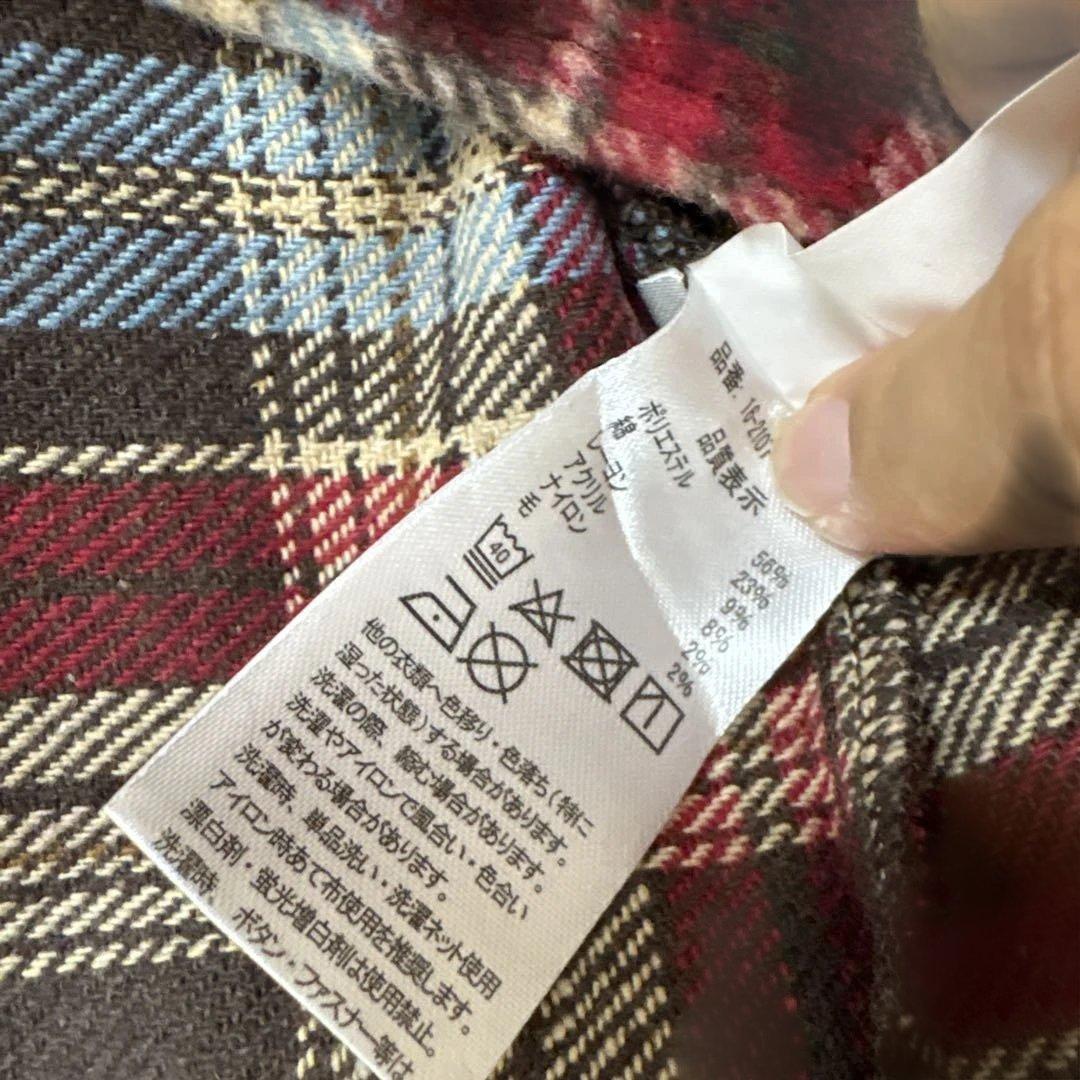 品番. 16-2107
品質表示
ポリエステル 56%
綿 23%
レーヨン 9%
アクリル 8%
ナイロン 2%
毛 2%
40
他の衣類へ色移り・色落ち(特に
湿った状態)する場合があります。
洗濯の際、縮む場合があります。
洗濯やアイロンで風合い・色合い
が変わる場合があります。
洗濯時、単品洗い・洗濯ネット使用
アイロン時あて布使用を推奨します。
漂白剤・蛍光増白剤は使用禁止。
洗濯時、ボタン・ファスナー等は